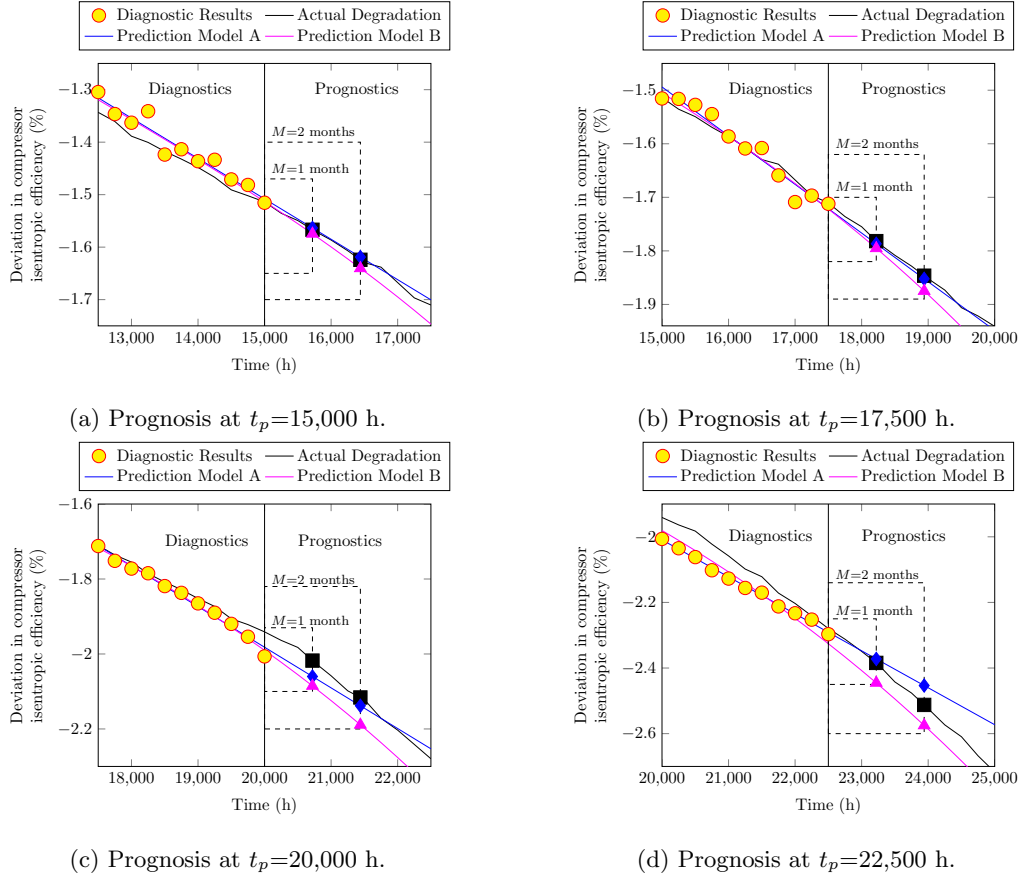 Diagnostic Results Actual Degradation
Prediction Model A Prediction Model B
Diagnostics Prognostics
M=2 months
M=1 month
−1.3
−1.4
−1.5
−1.6
−1.7
Deviation in compressor
isentropic efficiency (%)
13,000 14,000 15,000 16,000 17,000
Time (h)
(a) Prognosis at tp=15,000 h.
Diagnostic Results Actual Degradation
Prediction Model A Prediction Model B
Diagnostics Prognostics
M=2 months
M=1 month
−1.5
−1.6
−1.7
−1.8
−1.9
Deviation in compressor
isentropic efficiency (%)
15,000 16,000 17,000 18,000 19,000 20,000
Time (h)
(b) Prognosis at tp=17,500 h.
Diagnostic Results Actual Degradation
Prediction Model A Prediction Model B
Diagnostics Prognostics
M=2 months
M=1 month
−1.6
−1.8
−2
−2.2
Deviation in compressor
isentropic efficiency (%)
18,000 19,000 20,000 21,000 22,000
Time (h)
(c) Prognosis at tp=20,000 h.
Diagnostic Results Actual Degradation
Prediction Model A Prediction Model B
Diagnostics Prognostics
M=2 months
M=1 month
−2
−2.2
−2.4
−2.6
Deviation in compressor
isentropic efficiency (%)
20,000 21,000 22,000 23,000 24,000 25,000
Time (h)
(d) Prognosis at tp=22,500 h.